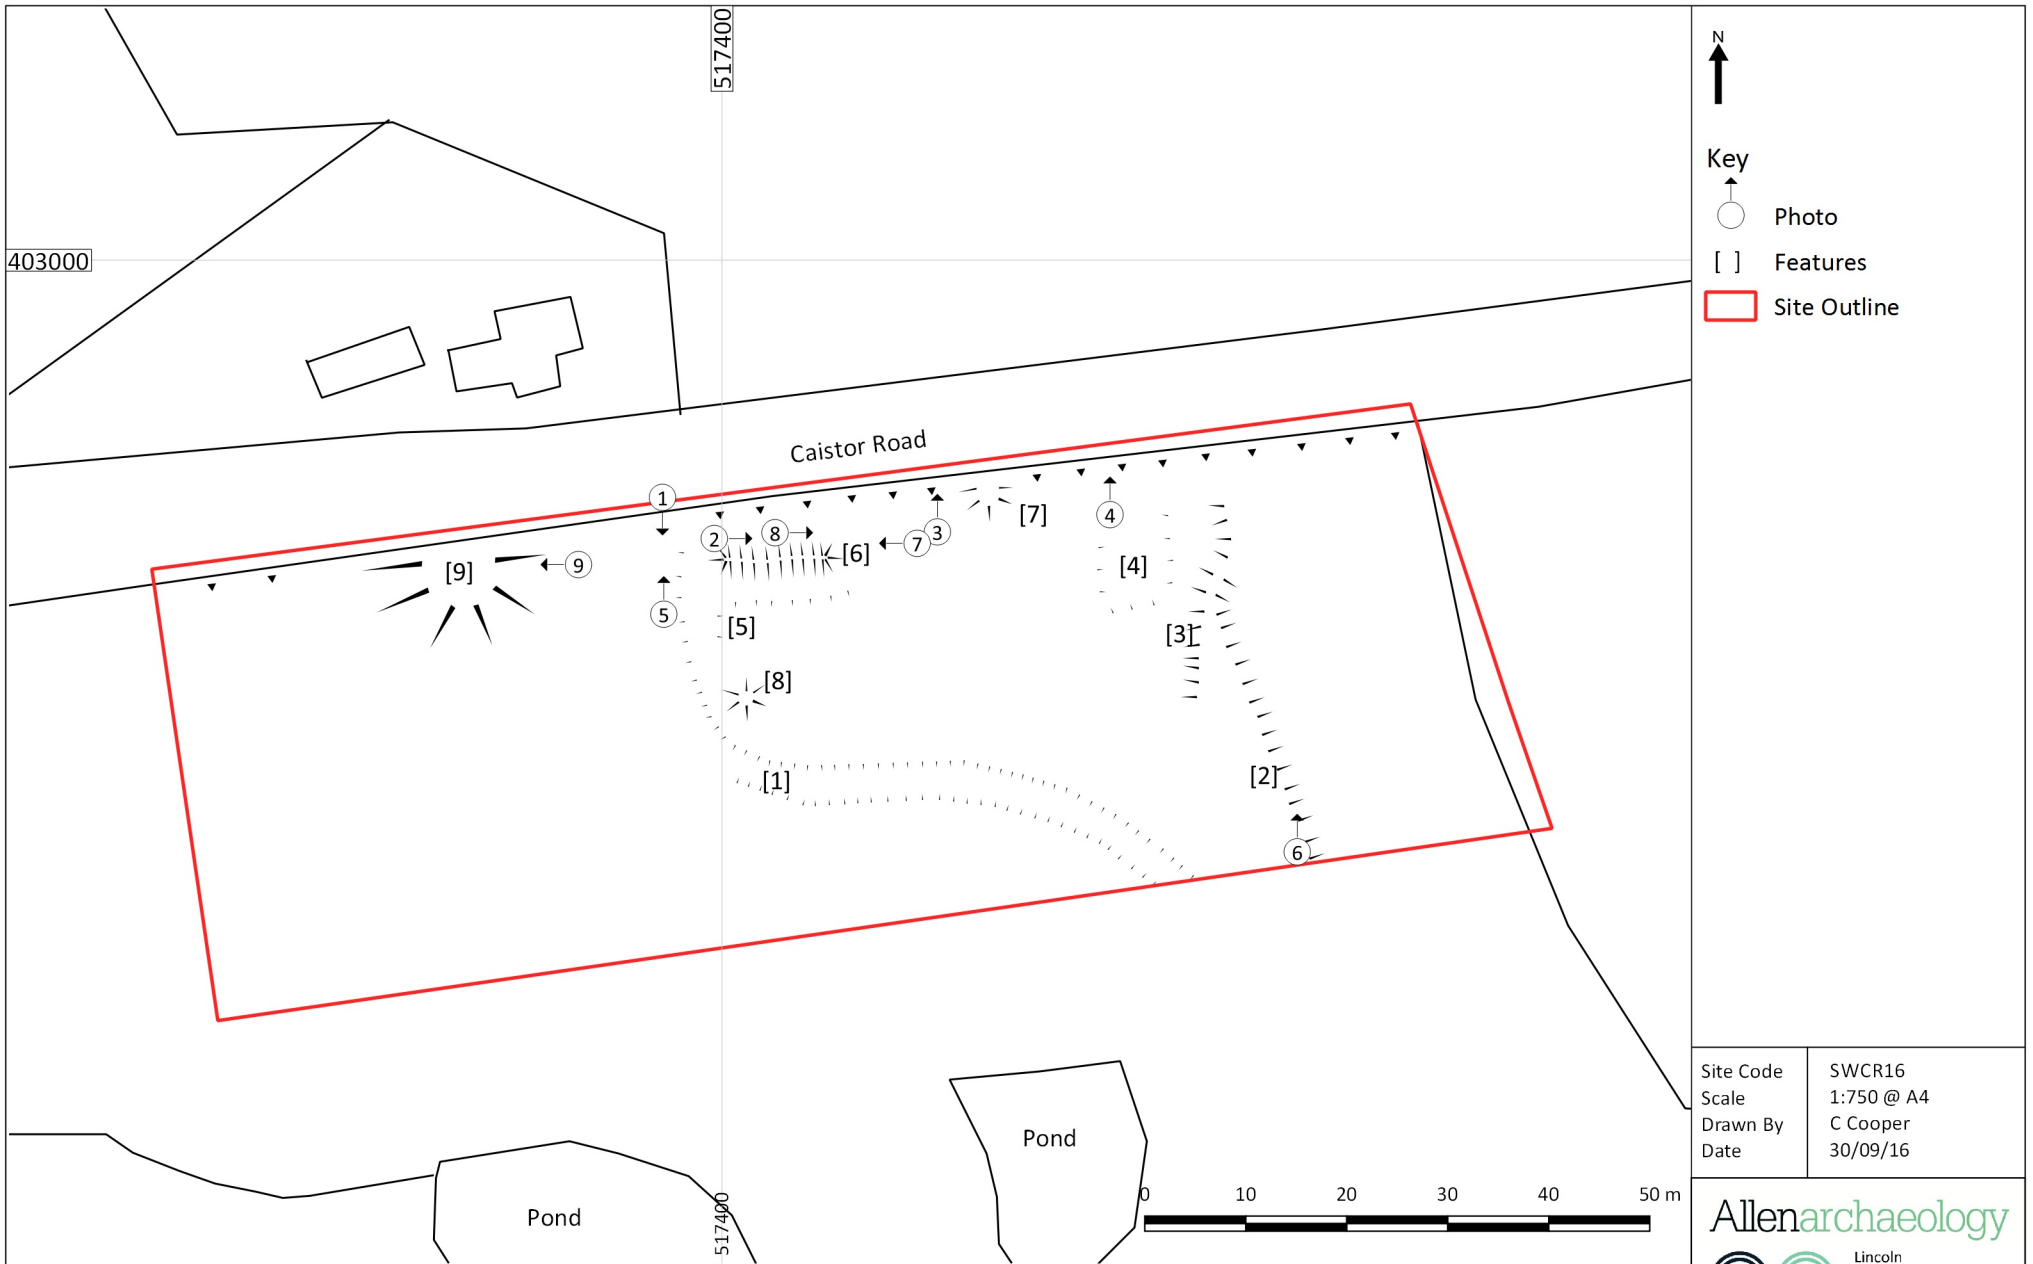 517400
403000
Caistor Road
1
2
8
7
3
4
[7]
[6]
[4]
[9]
9
5
[5]
[3]
[8]
[1]
[2]
6
Pond
Pond
517400
0 10 20 30 40 50 m
N
Key
Photo
[ ] Features
Site Outline
Site Code SWCR16
Scale 1:750 @ A4
Drawn By C Cooper
Date 30/09/16
Allenarchaeology
Lincoln